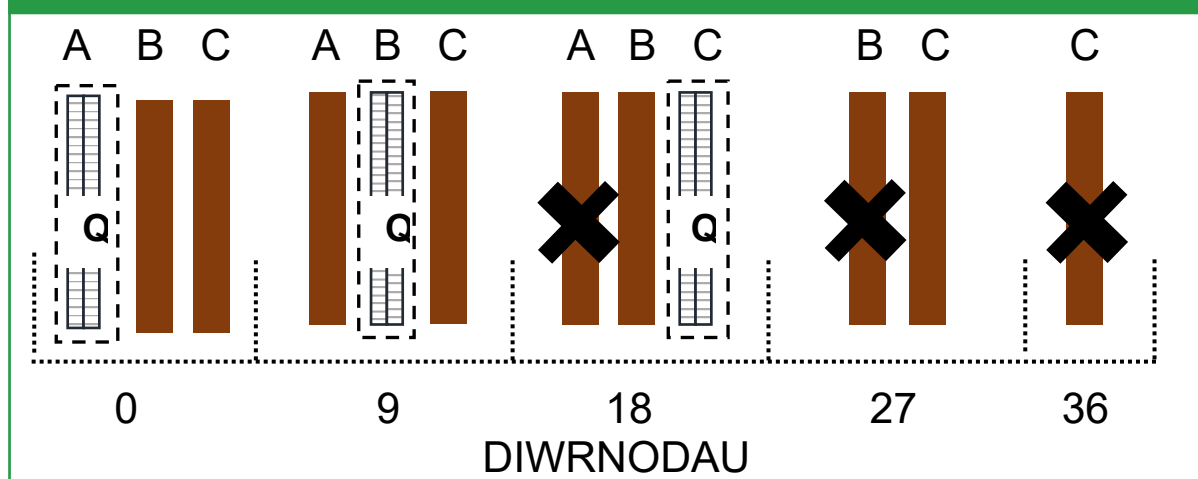 A B C A B C A B C B C C
Q Q Q
0 9 18 27 36
DIWRNODAU